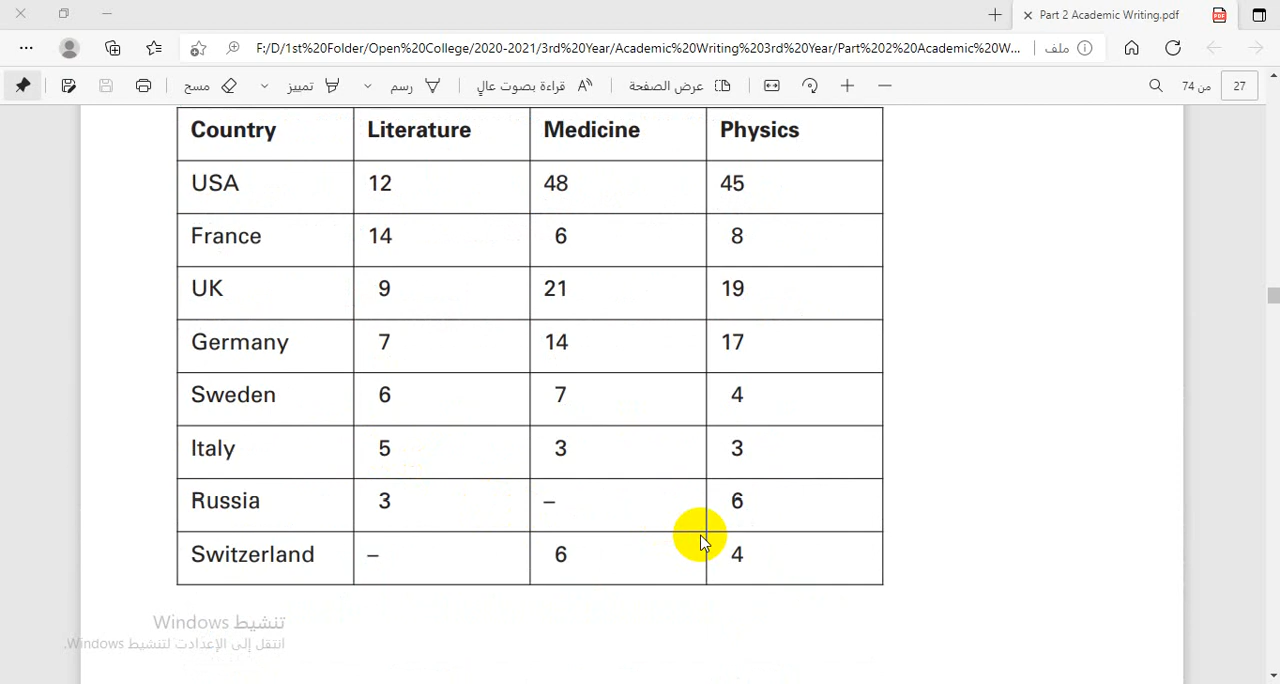 Part 2 Academic Writing.pdf
F:/D/1st%20Folder/Open%20College/2020-2021/3rd%20Year/Academic%20Writing%203rd%20Year/Part%202%20Academic%20W... ملف
27 من 74 عرض الصفحة قراءة بصوت عالٍ رسم تمييز مسح
Country Literature Medicine Physics
USA 12 48 45
France 14 6 8
UK 9 21 19
Germany 7 14 17
Sweden 6 7 4
Italy 5 3 3
Russia 3 – 6
Switzerland – 6 4
تنشيط Windows
انتقل إلى الإعدادات لتنشيط Windows.